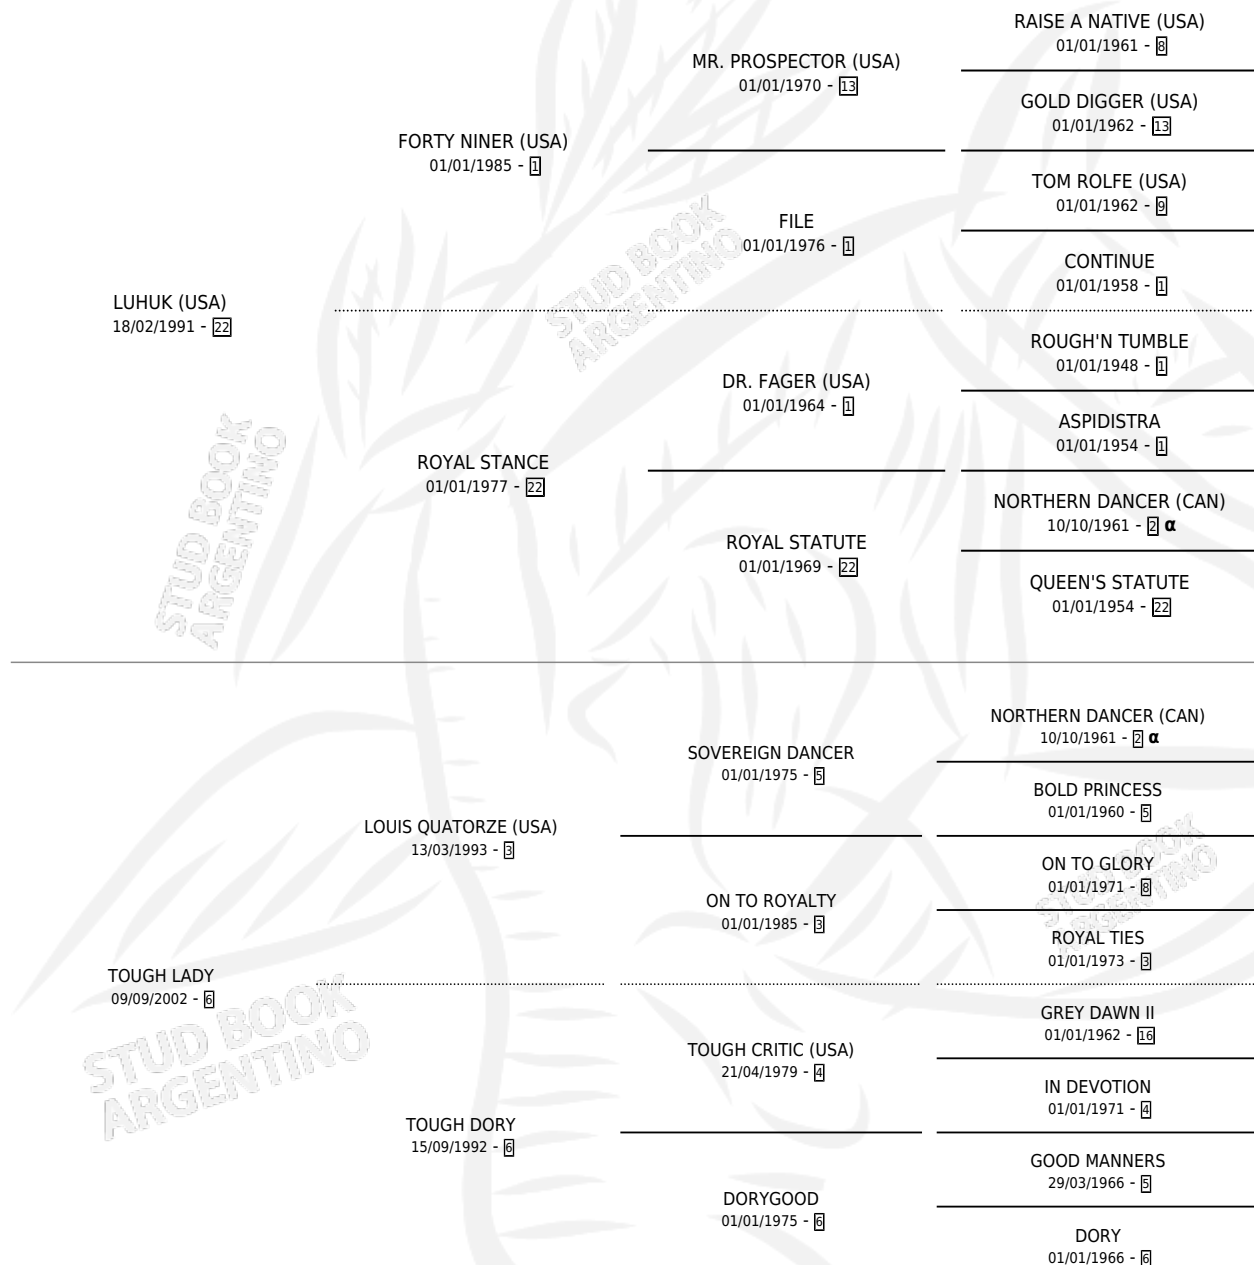 RAISE A NATIVE (USA)
01/01/1961 - 8
MR. PROSPECTOR (USA)
01/01/1970 - 13
GOLD DIGGER (USA)
01/01/1962 - 13
FORTY NINER (USA)
01/01/1985 - 1
TOM ROLFE (USA)
01/01/1962 - 9
FILE
01/01/1976 - 1
CONTINUE
01/01/1958 - 1
LUHUK (USA)
18/02/1991 - 22
ROUGH'N TUMBLE
01/01/1948 - 1
DR. FAGER (USA)
01/01/1964 - 1
ASPIDISTRA
01/01/1954 - 1
ROYAL STANCE
01/01/1977 - 22
NORTHERN DANCER (CAN)
10/10/1961 - 2 α
ROYAL STATUTE
01/01/1969 - 22
QUEEN'S STATUTE
01/01/1954 - 22
NORTHERN DANCER (CAN)
10/10/1961 - 2 α
SOVEREIGN DANCER
01/01/1975 - 5
BOLD PRINCESS
01/01/1960 - 5
LOUIS QUATORZE (USA)
13/03/1993 - 3
ON TO GLORY
01/01/1971 - 8
ON TO ROYALTY
01/01/1985 - 3
ROYAL TIES
01/01/1973 - 3
TOUGH LADY
09/09/2002 - 6
GREY DAWN II
01/01/1962 - 16
TOUGH CRITIC (USA)
21/04/1979 - 4
IN DEVOTION
01/01/1971 - 4
TOUGH DORY
15/09/1992 - 6
GOOD MANNERS
29/03/1966 - 5
DORYGOOD
01/01/1975 - 6
DORY
01/01/1966 - 6
STUD BOOK
ARGENTINO
STUD BOOK
ARGENTINO
STUD BOOK
ARGENTINO
STUD BOOK
ARGENTINO